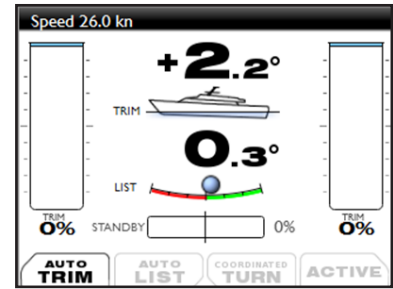 Speed 26.0 kn
+2.2°
TRIM
0.3°
LIST
TRIM
0%
STANDBY
0%
TRIM
0%
AUTO
TRIM
AUTO
LIST
COORDINATED
TURN
ACTIVE